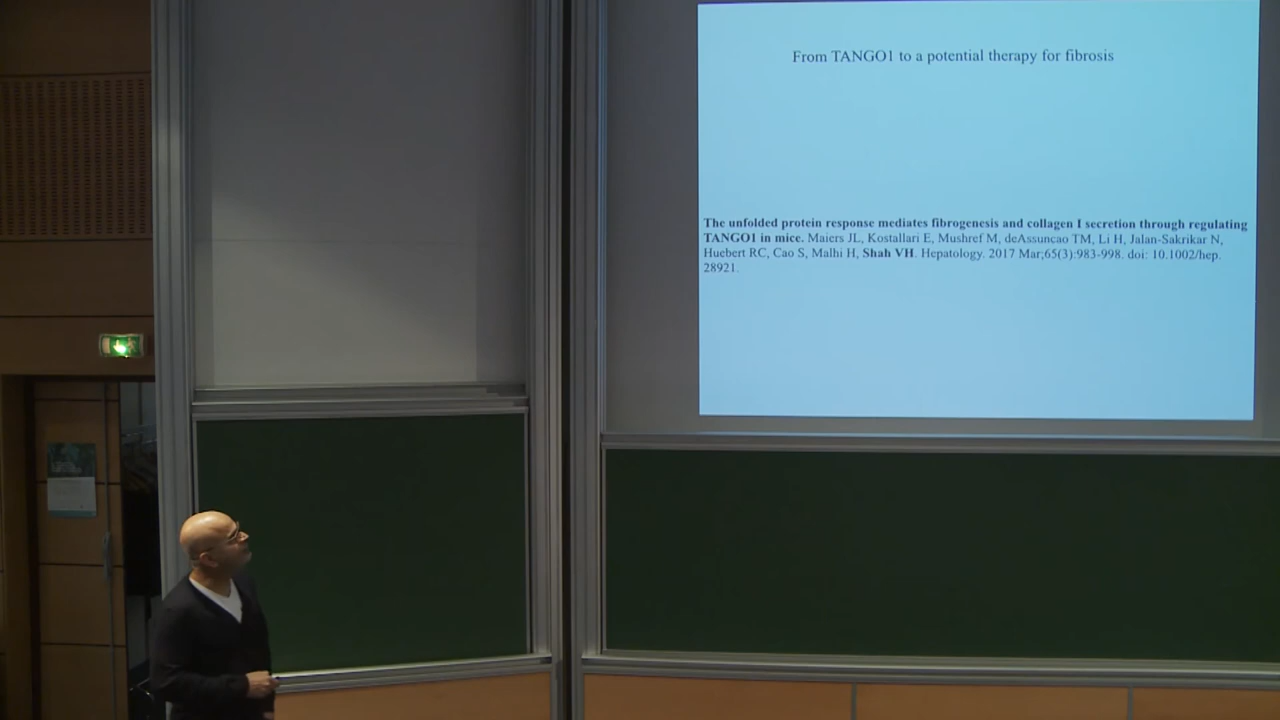 From TANGO1 to a potential therapy for fibrosis
The unfolded protein response mediates fibrogenesis and collagen I secretion through regulating
TANGO1 in mice. Maiers JL, Kostallari E, Mushref M, deAssuncao TM, Li H, Jalan-Sakrikar N,
Huebert RC, Cao S, Malhi H, Shah VH. Hepatology. 2017 Mar;65(3):983-998. doi: 10.1002/hep.
28921.